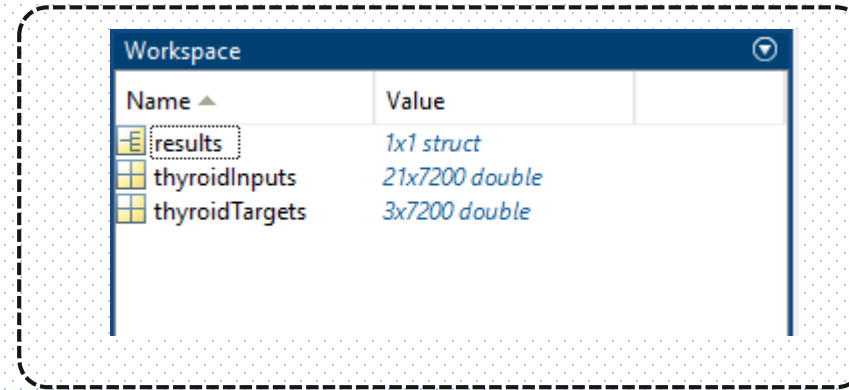 Workspace
Name Value
results 1x1 struct
thyroidInputs 21x7200 double
thyroidTargets 3x7200 double